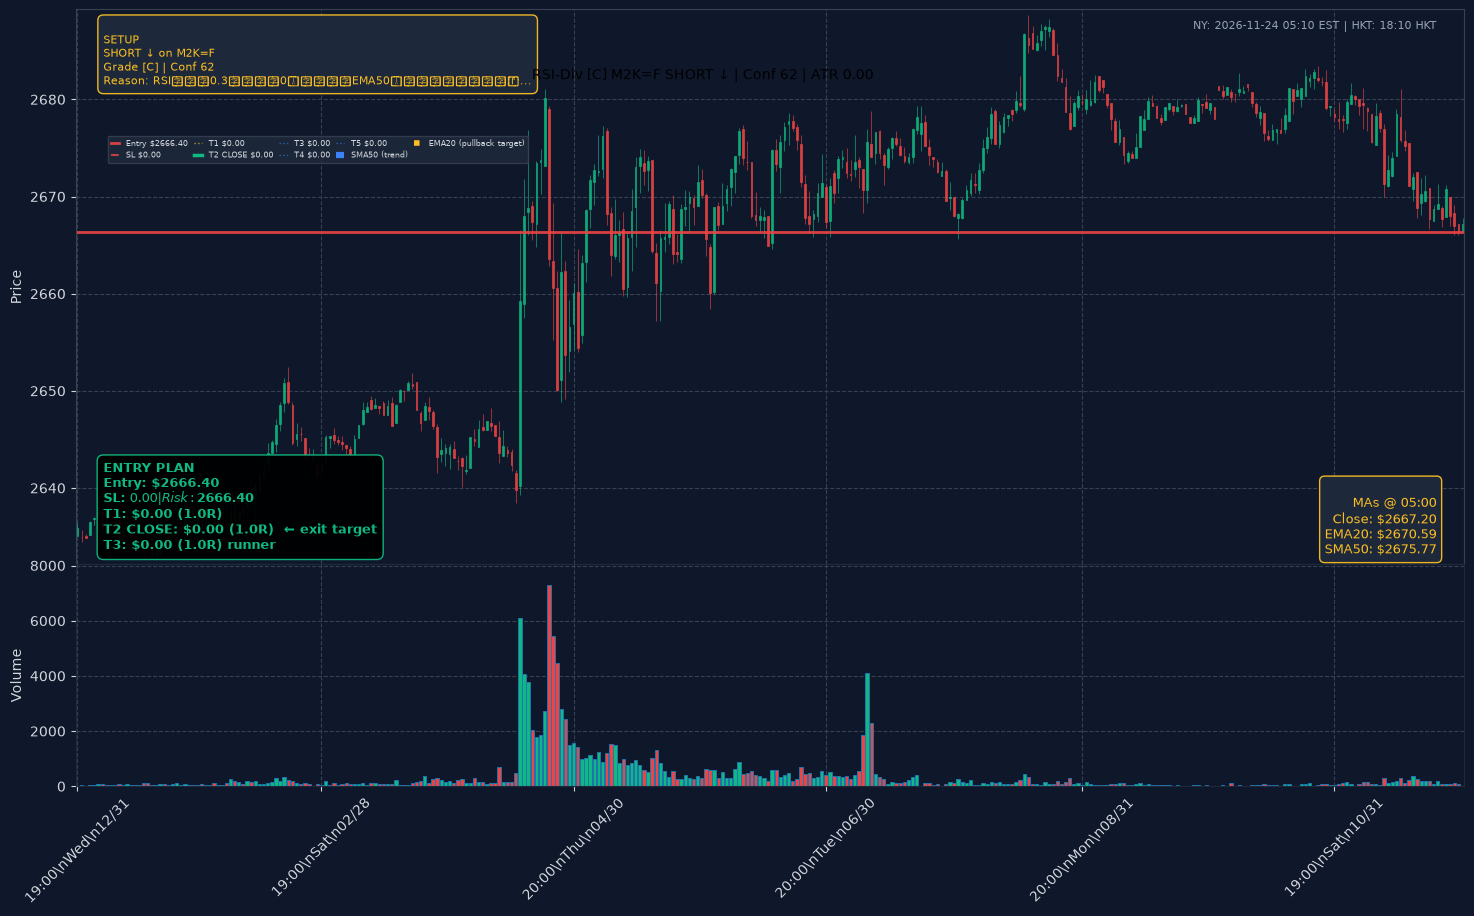 NY: 2026-11-24 05:10 EST | HKT: 18:10 HKT
SETUP
SHORT ↓ on M2K=F
Grade [C] | Conf 62
Reason: RSI▯▯▯0.3▯▯▯▯0▯▯▯▯▯EMA50▯▯▯▯▯▯▯▯▯▯...
RSI-Div [C] M2K=F SHORT ↓ | Conf 62 | ATR 0.00
Entry $2666.40
SL $0.00
T1 $0.00
T2 CLOSE $0.00
T3 $0.00
T4 $0.00
T5 $0.00
SMA50 (trend)
EMA20 (pullback target)
Price
2680
2670
2660
2650
2640
ENTRY PLAN
Entry: $2666.40
SL: 0.00|Risk: 2666.40
T1: $0.00 (1.0R)
T2 CLOSE: $0.00 (1.0R) ← exit target
T3: $0.00 (1.0R) runner
MAs @ 05:00
Close: $2667.20
EMA20: $2670.59
SMA50: $2675.77
Volume
8000
6000
4000
2000
0
19:00\nWed\n12/31
19:00\nSat\n02/28
20:00\nThu\n04/30
20:00\nTue\n06/30
20:00\nMon\n08/31
19:00\nSat\n10/31